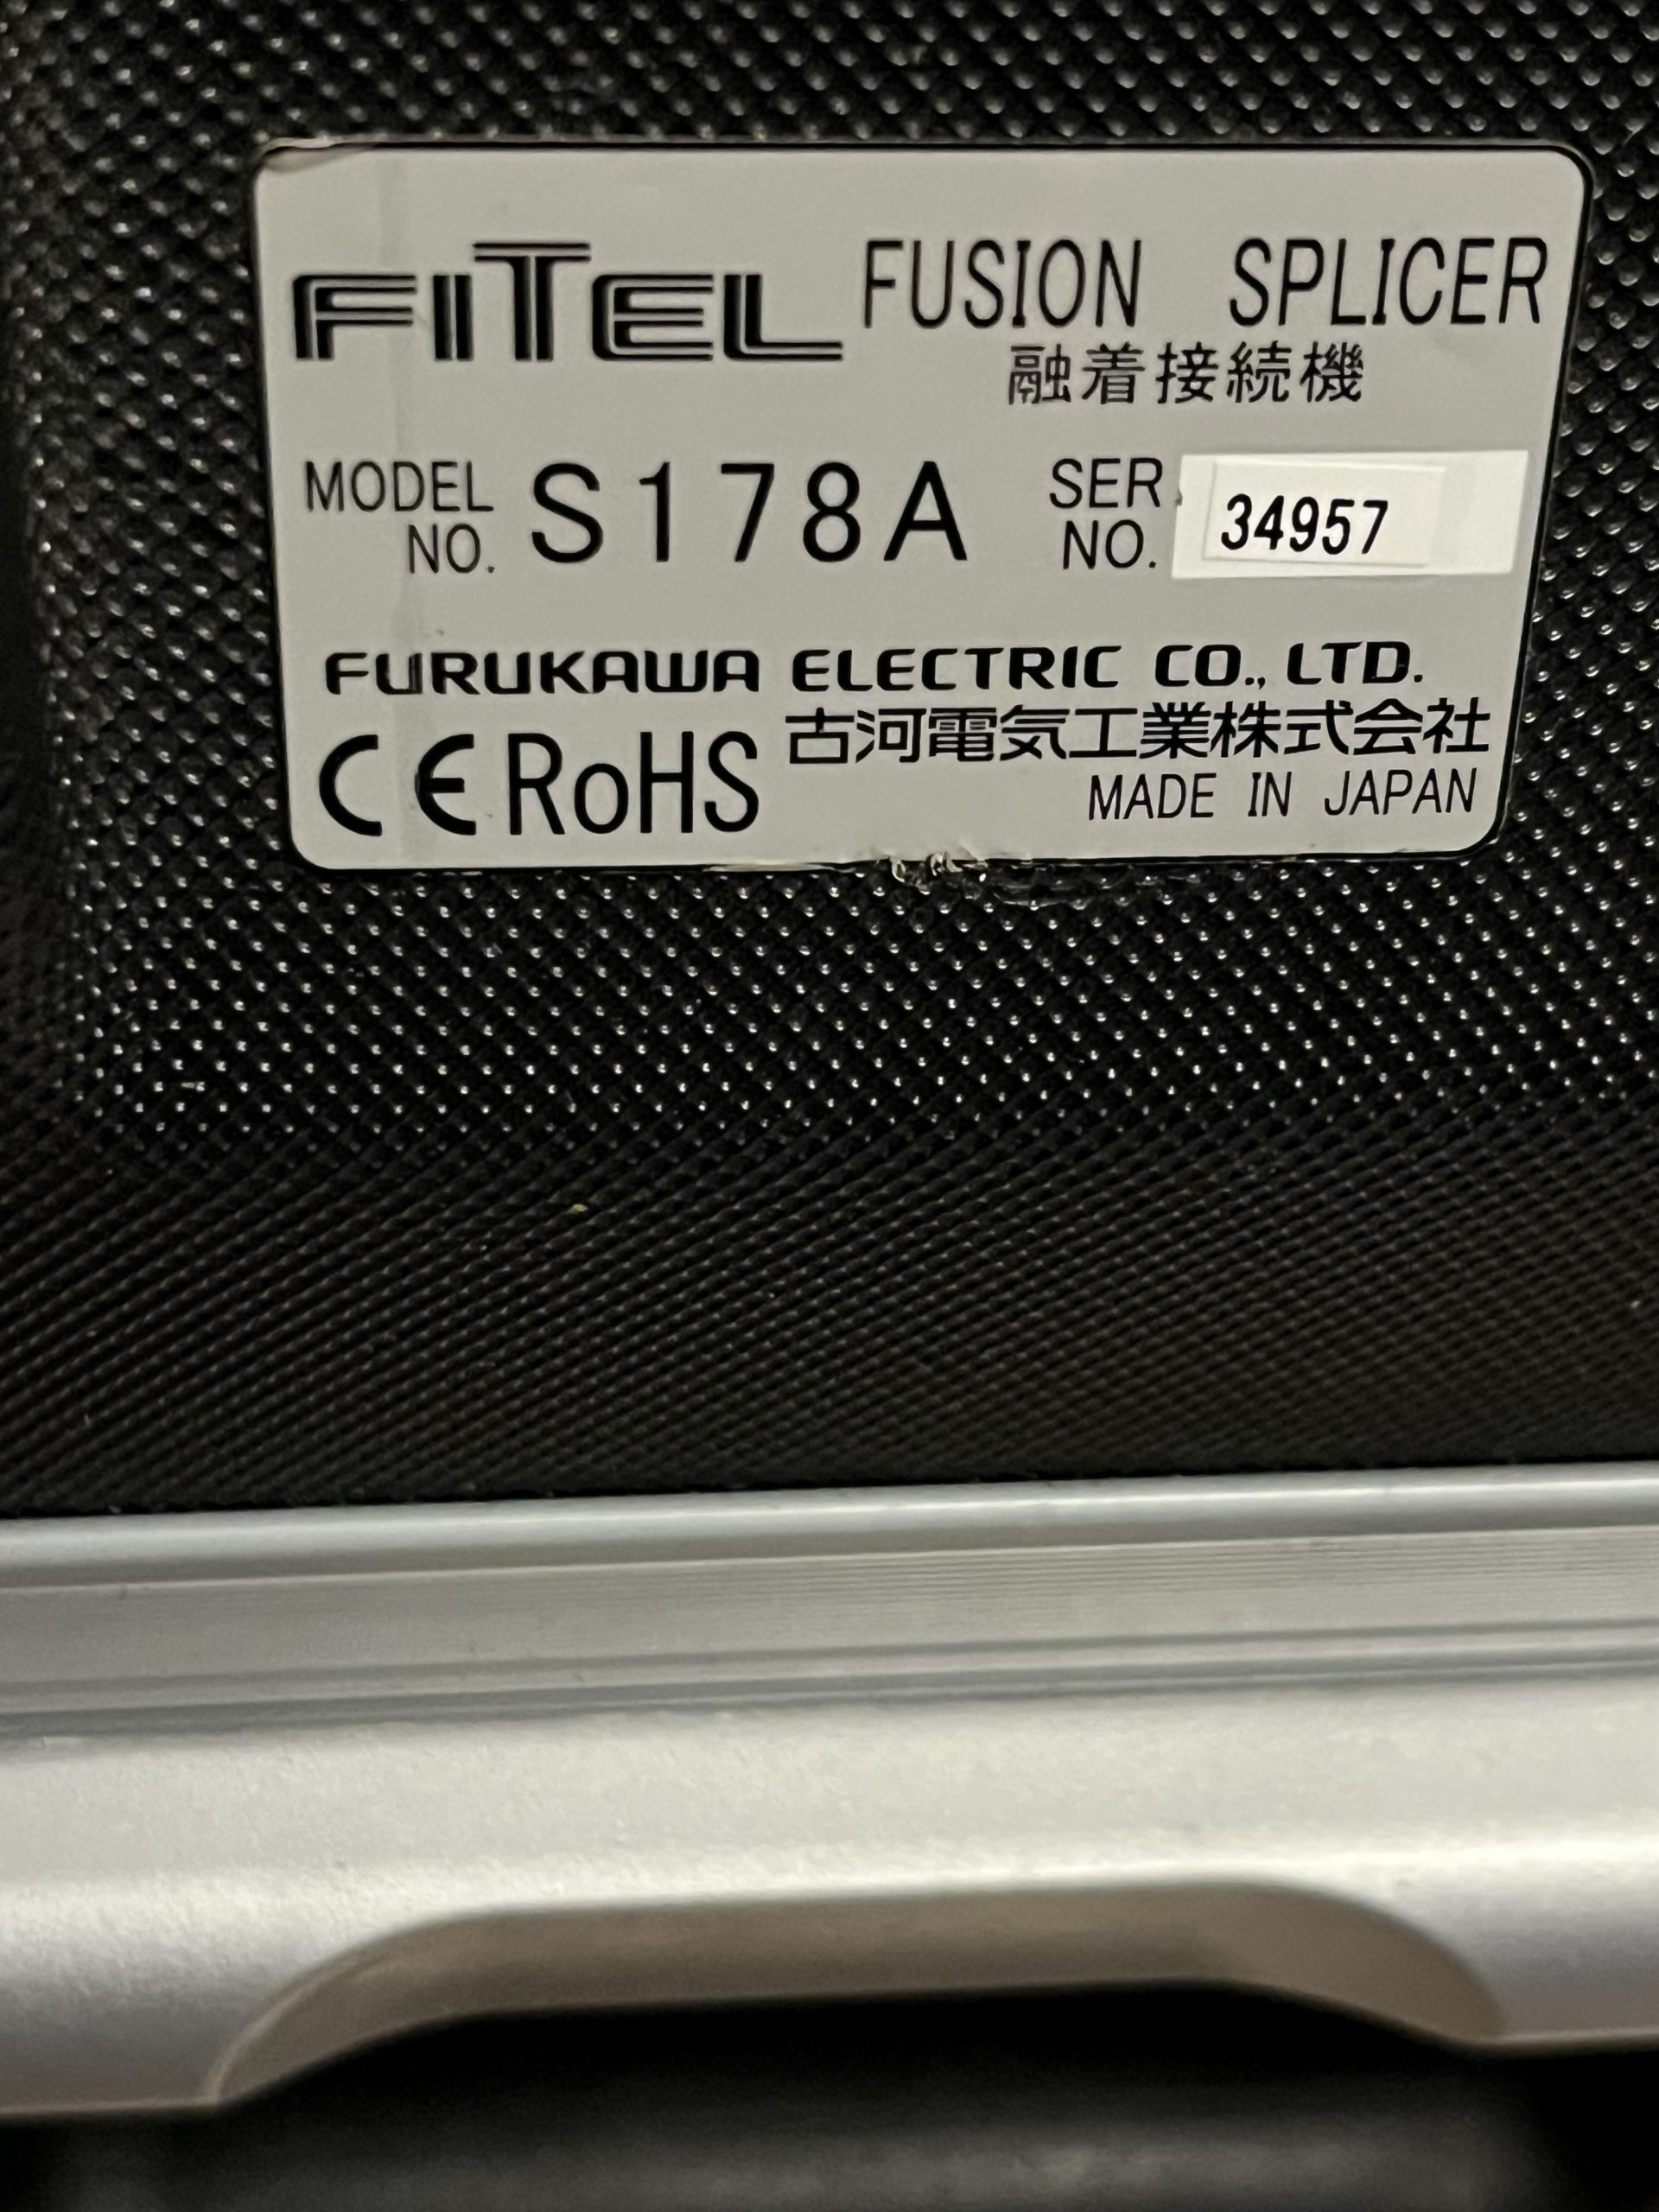 FITEL FUSION SPLICER
融着接続機
MODEL NO. S178A SER NO. 34957
FURUKAWA ELECTRIC CO., LTD.
古河電気工業株式会社
CE RoHS MADE IN JAPAN